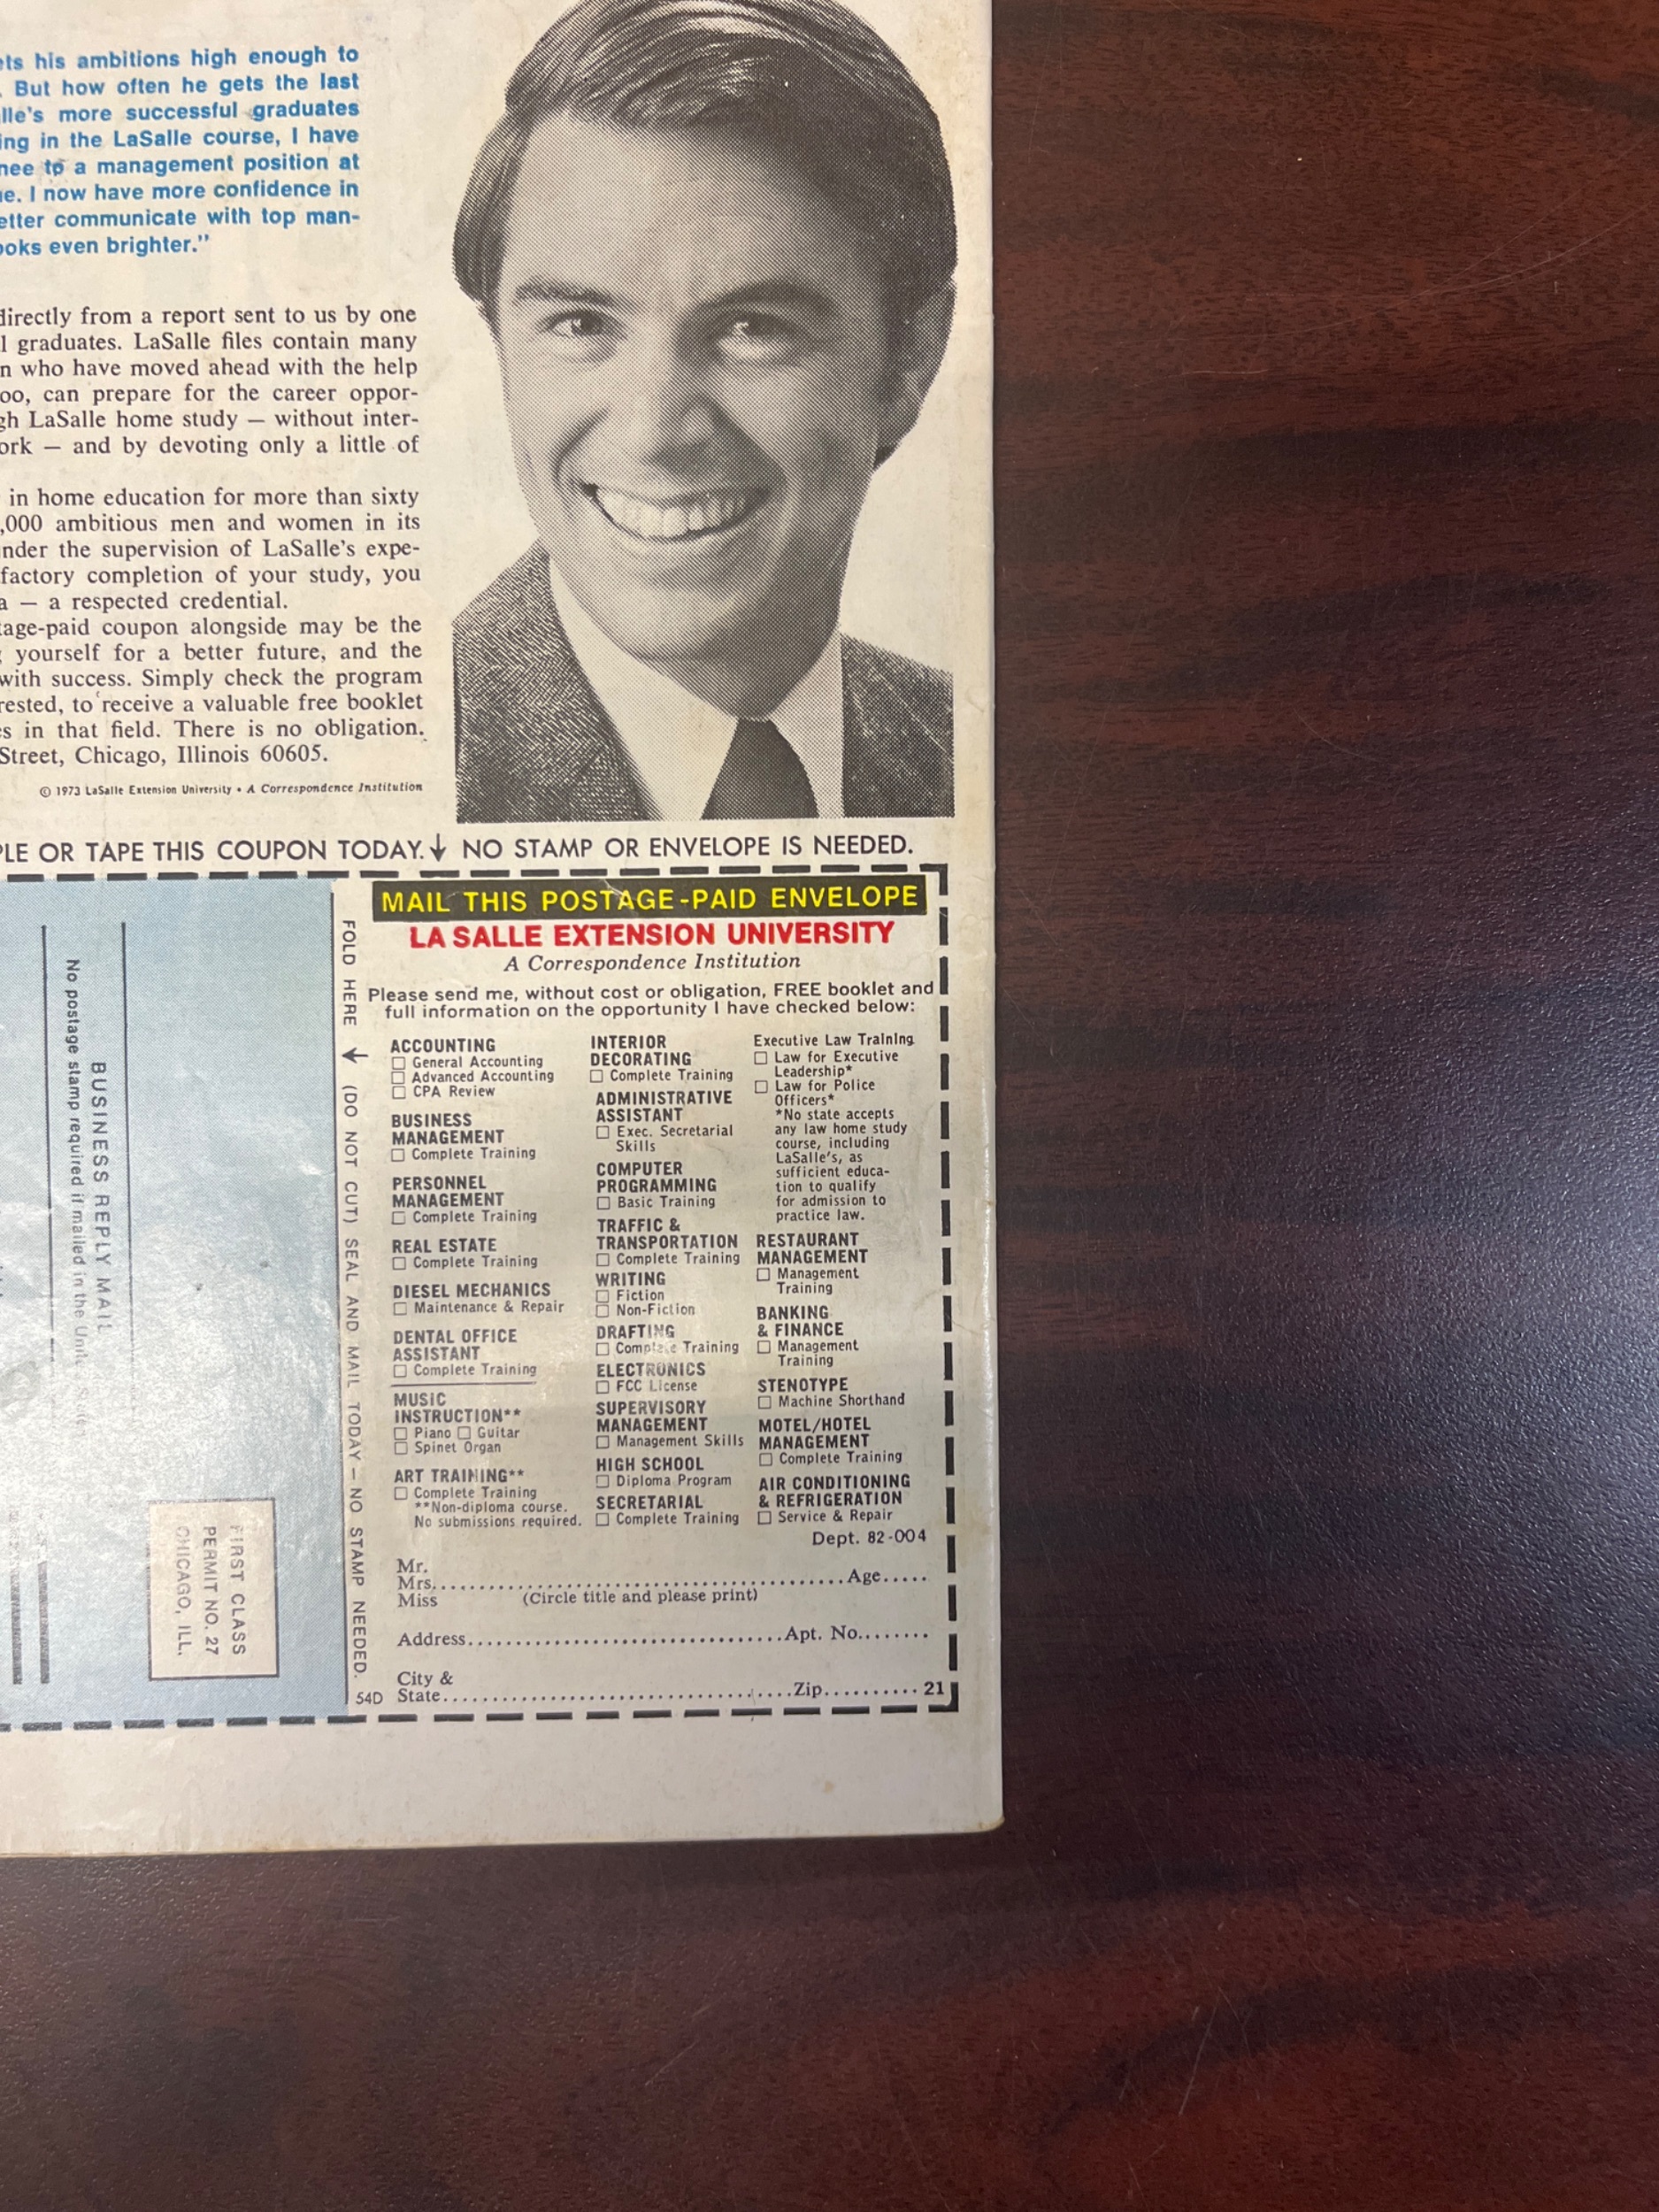 ts his ambitions high enough to
. But how often he gets the last
lle's more successful graduates
ing in the LaSalle course, I have
nee to a management position at
e. I now have more confidence in
etter communicate with top man-
ooks even brighter."
directly from a report sent to us by one
l graduates. LaSalle files contain many
n who have moved ahead with the help
oo, can prepare for the career oppor-
gh LaSalle home study — without inter-
ork — and by devoting only a little of
in home education for more than sixty
,000 ambitious men and women in its
nder the supervision of LaSalle's expe-
factory completion of your study, you
a — a respected credential.
tage-paid coupon alongside may be the
yourself for a better future, and the
with success. Simply check the program
rested, to receive a valuable free booklet
s in that field. There is no obligation.
Street, Chicago, Illinois 60605.
© 1973 LaSalle Extension University • A Correspondence Institution
PLE OR TAPE THIS COUPON TODAY. ↓ NO STAMP OR ENVELOPE IS NEEDED.
BUSINESS REPLY MAIL
No postage stamp required if mailed in the
FIRST CLASS
PERMIT NO. 27
CHICAGO, ILL.
FOLD HERE ↓ (DO NOT CUT) SEAL AND MAIL TODAY — NO STAMP NEEDED.
MAIL THIS POSTAGE-PAID ENVELOPE
LA SALLE EXTENSION UNIVERSITY
A Correspondence Institution
Please send me, without cost or obligation, FREE booklet and
full information on the opportunity I have checked below:
ACCOUNTING
☐ General Accounting
☐ Advanced Accounting
☐ CPA Review
BUSINESS
MANAGEMENT
☐ Complete Training
PERSONNEL
MANAGEMENT
☐ Complete Training
REAL ESTATE
☐ Complete Training
DIESEL MECHANICS
☐ Maintenance & Repair
DENTAL OFFICE
ASSISTANT
☐ Complete Training
MUSIC
INSTRUCTION**
☐ Piano ☐ Guitar
☐ Spinet Organ
ART TRAINING**
☐ Complete Training
**Non-diploma course.
No submissions required.
INTERIOR
DECORATING
☐ Complete Training
ADMINISTRATIVE
ASSISTANT
☐ Exec. Secretarial
Skills
COMPUTER
PROGRAMMING
☐ Basic Training
TRAFFIC &
TRANSPORTATION
☐ Complete Training
WRITING
☐ Fiction
☐ Non-Fiction
DRAFTING
☐ Complete Training
ELECTRONICS
☐ FCC License
SUPERVISORY
MANAGEMENT
☐ Management Skills
HIGH SCHOOL
☐ Diploma Program
SECRETARIAL
☐ Complete Training
Executive Law Training
☐ Law for Executive
Leadership*
☐ Law for Police
Officers*
*No state accepts
any law home study
course, including
LaSalle's, as
sufficient educa-
tion to qualify
for admission to
practice law.
RESTAURANT
MANAGEMENT
☐ Management
Training
BANKING
& FINANCE
☐ Management
Training
STENOTYPE
☐ Machine Shorthand
MOTEL/HOTEL
MANAGEMENT
☐ Complete Training
AIR CONDITIONING
& REFRIGERATION
☐ Service & Repair
Dept. 82-004
Mr.
Mrs. Age
Miss (Circle title and please print)
Address Apt. No.
City &
54D State Zip 21